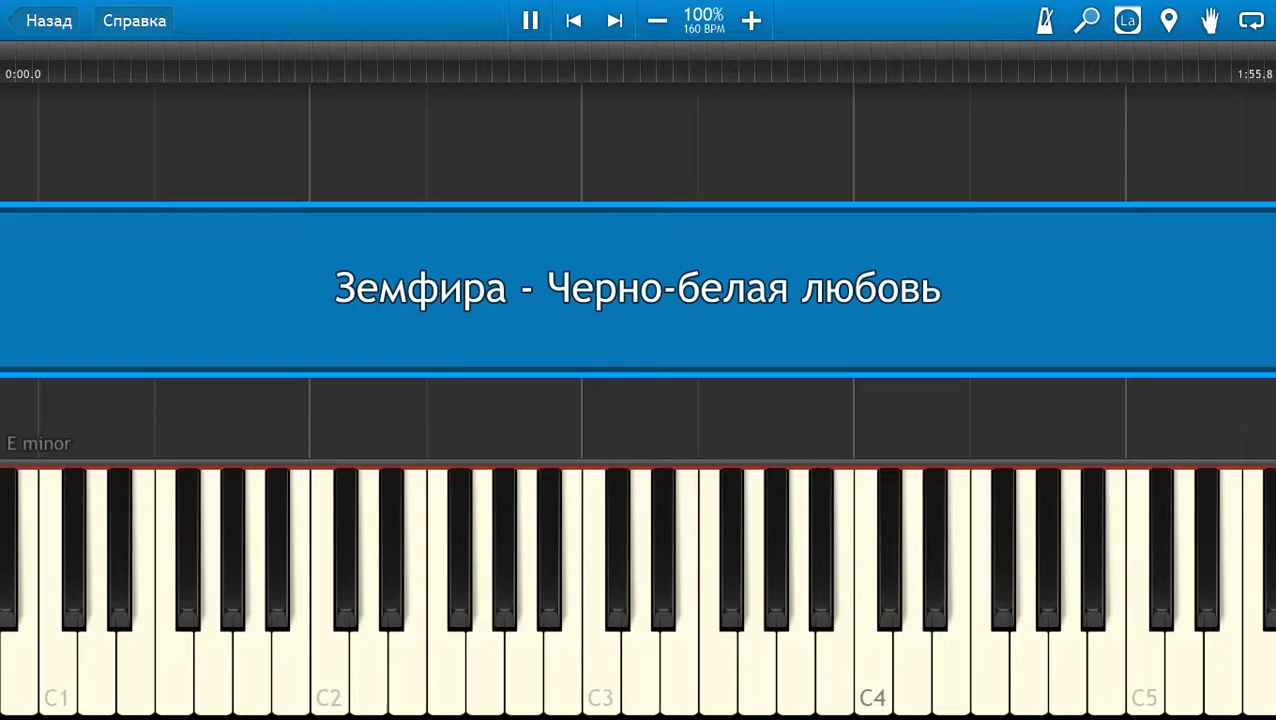 Назад
Справка
100%
160 BPM
La
0:00.0
1:55.8
Земфира - Черно-белая любовь
E minor
C1
C2
C3
C4
C5